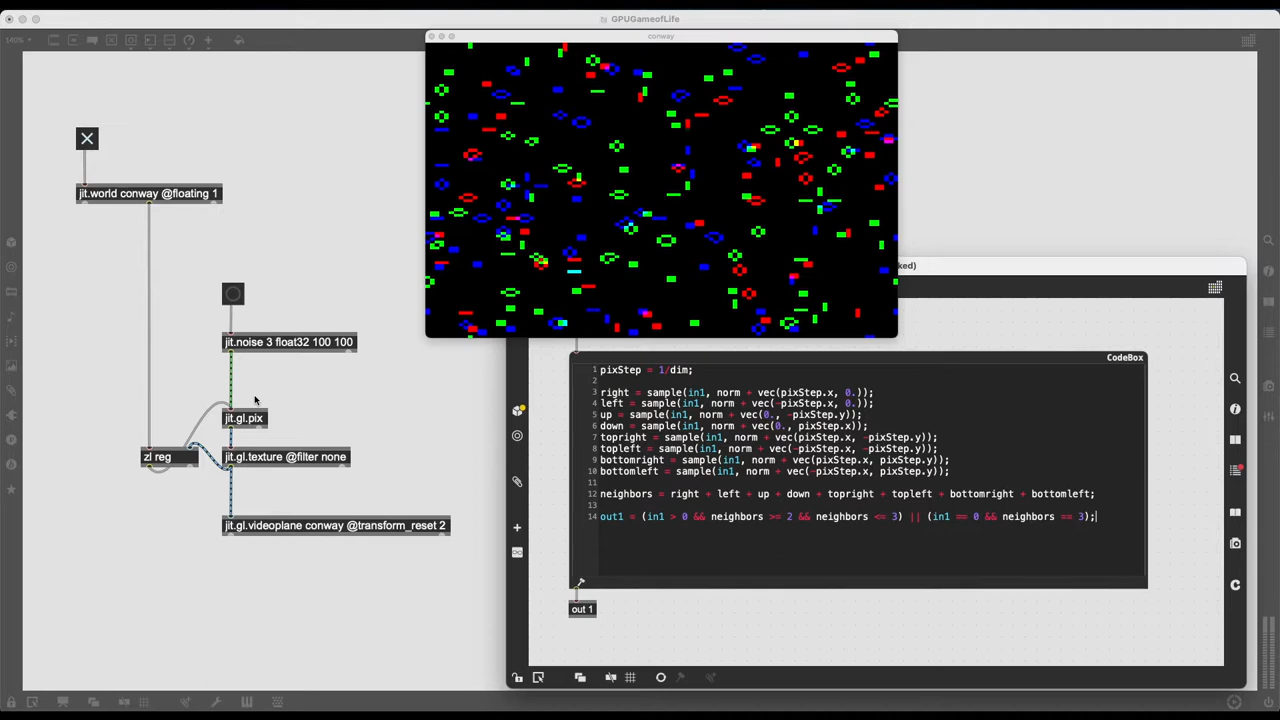 GPUGameofLife
140%
conway
jit.world conway @floating 1
jit.noise 3 float32 100 100
jit.gl.pix
zl reg
jit.gl.texture @filter none
jit.gl.videoplane conway @transform_reset 2
ked)
CodeBox
1 pixStep = 1/dim;
2
3 right = sample(in1, norm + vec(pixStep.x, 0.));
4 left = sample(in1, norm + vec(-pixStep.x, 0.));
5 up = sample(in1, norm + vec(0., -pixStep.y));
6 down = sample(in1, norm + vec(0., pixStep.x));
7 topright = sample(in1, norm + vec(pixStep.x, -pixStep.y));
8 topleft = sample(in1, norm + vec(-pixStep.x, -pixStep.y));
9 bottomright = sample(in1, norm + vec(pixStep.x, pixStep.y));
10 bottomleft = sample(in1, norm + vec(-pixStep.x, pixStep.y));
11
12 neighbors = right + left + up + down + topright + topleft + bottomright + bottomleft;
13
14 out1 = (in1 > 0 && neighbors >= 2 && neighbors <= 3) || (in1 == 0 && neighbors == 3);
out 1